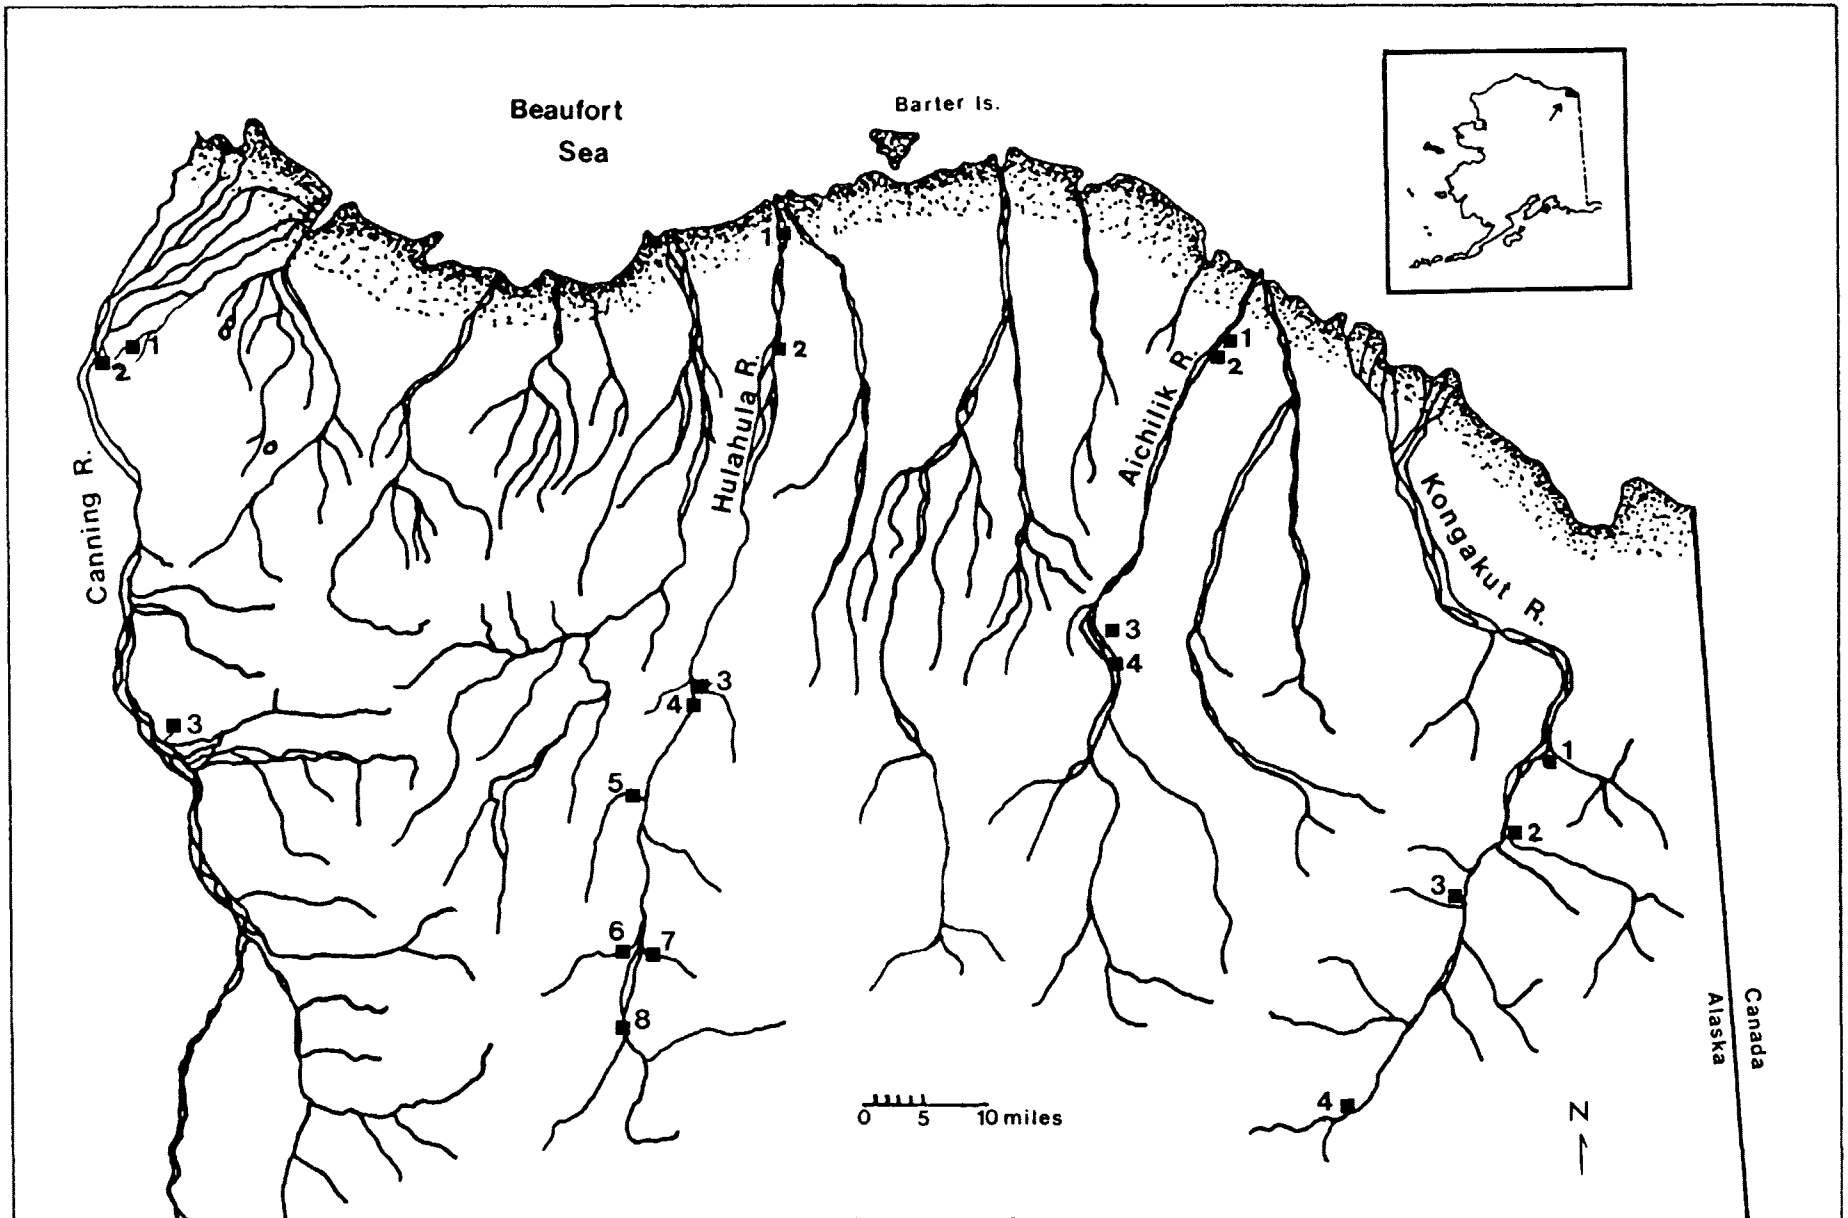 Beaufort
Sea
Barter Is.
Canning R.
Hulahula R.
Aichilik R.
Kongakut R.
1
2
3
1
2
3
4
5
6
7
8
1
2
3
4
1
2
3
4
Canada
Alaska
0 5 10 miles
N